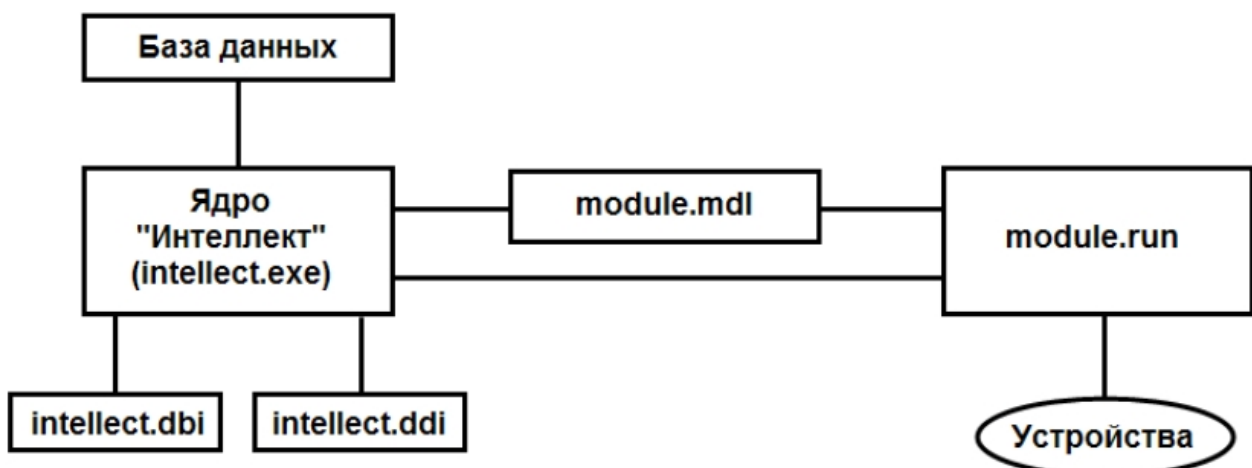 База данных
Ядро
"Интеллект"
(intellect.exe)
module.mdl
module.run
intellect.dbi
intellect.ddi
Устройства